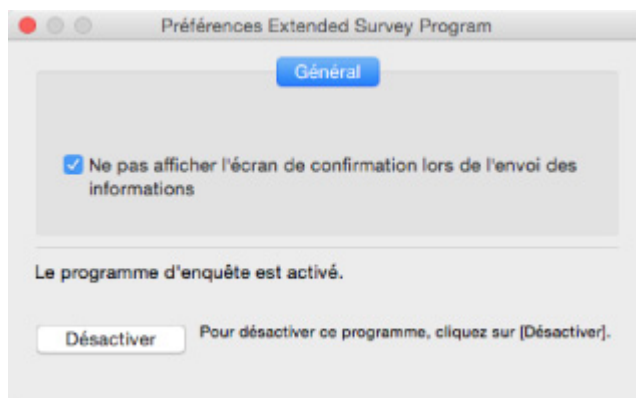 Préférences Extended Survey Program
Général
Ne pas afficher l'écran de confirmation lors de l'envoi des
informations
Le programme d'enquête est activé.
Désactiver
Pour désactiver ce programme, cliquez sur [Désactiver].